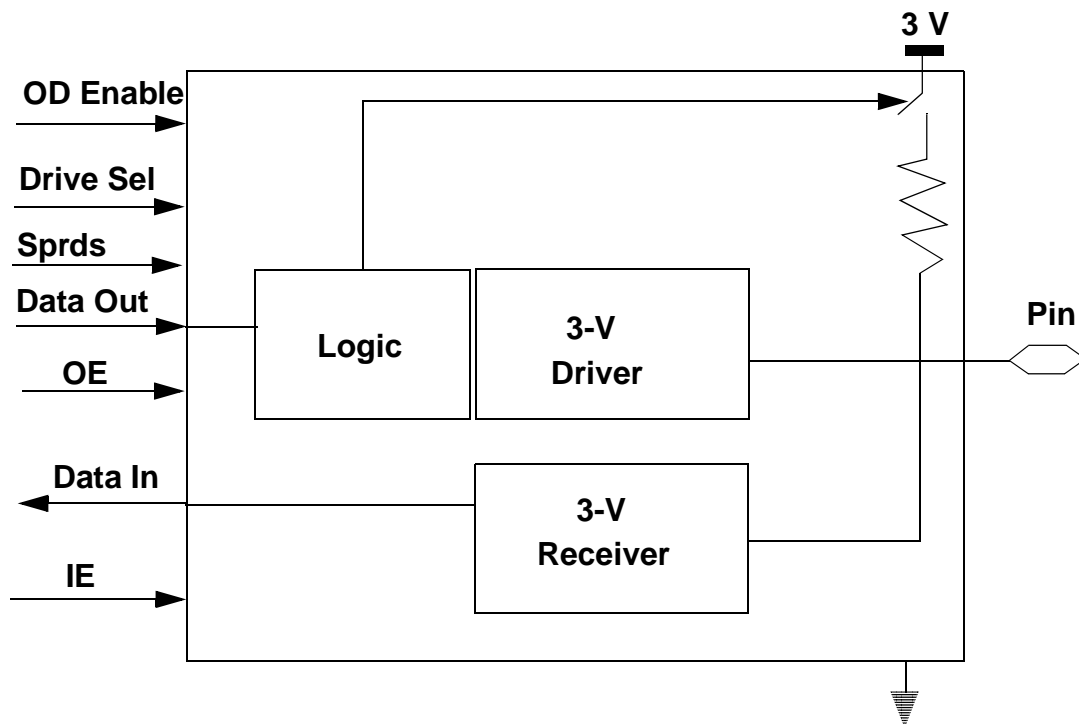 3 V
OD Enable
Drive Sel
Sprds
Data Out
OE
Data In
IE
Logic
3-V
Driver
3-V
Receiver
Pin